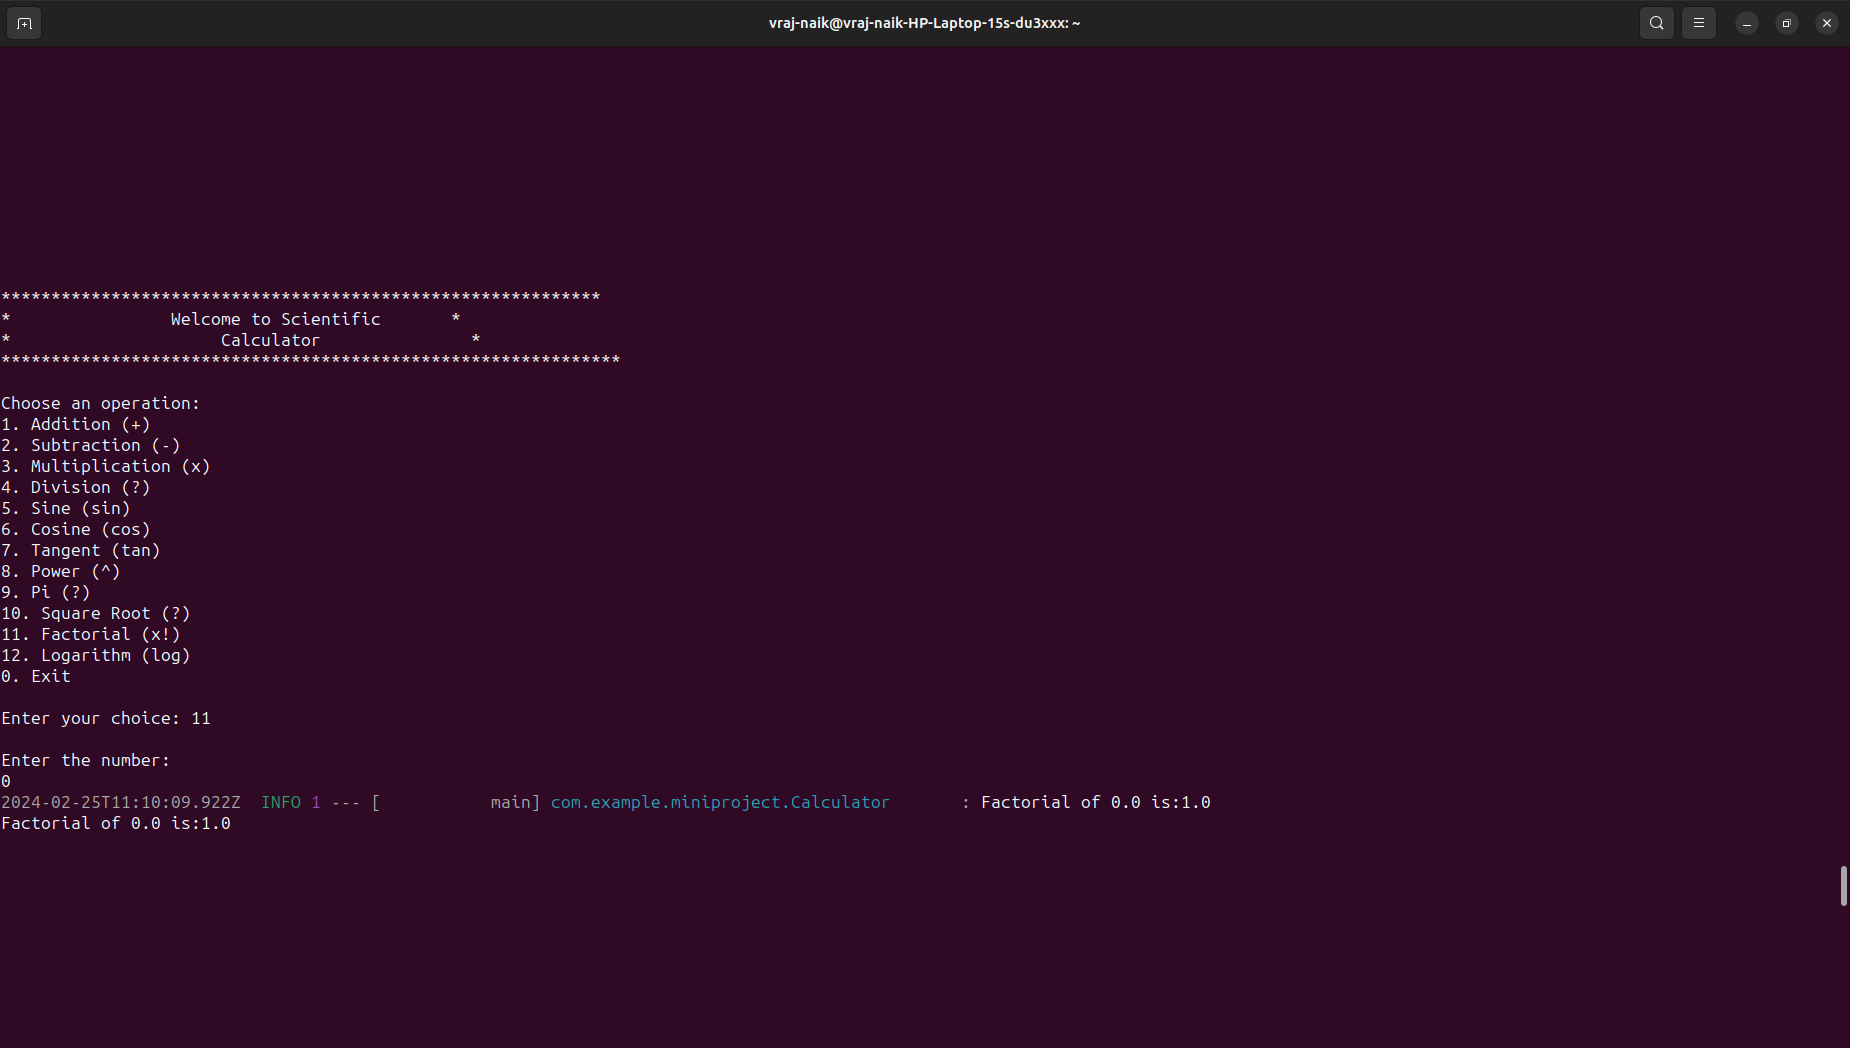 vraj-naik@vraj-naik-HP-Laptop-15s-du3xxx: ~
************************************************************
*                Welcome to Scientific       *
*                     Calculator               *
**************************************************************
Choose an operation:
1. Addition (+)
2. Subtraction (-)
3. Multiplication (x)
4. Division (?)
5. Sine (sin)
6. Cosine (cos)
7. Tangent (tan)
8. Power (^)
9. Pi (?)
10. Square Root (?)
11. Factorial (x!)
12. Logarithm (log)
0. Exit
Enter your choice: 11
Enter the number:
0
2024-02-25T11:10:09.922Z  INFO 1 --- [           main] com.example.miniproject.Calculator       : Factorial of 0.0 is:1.0
Factorial of 0.0 is:1.0